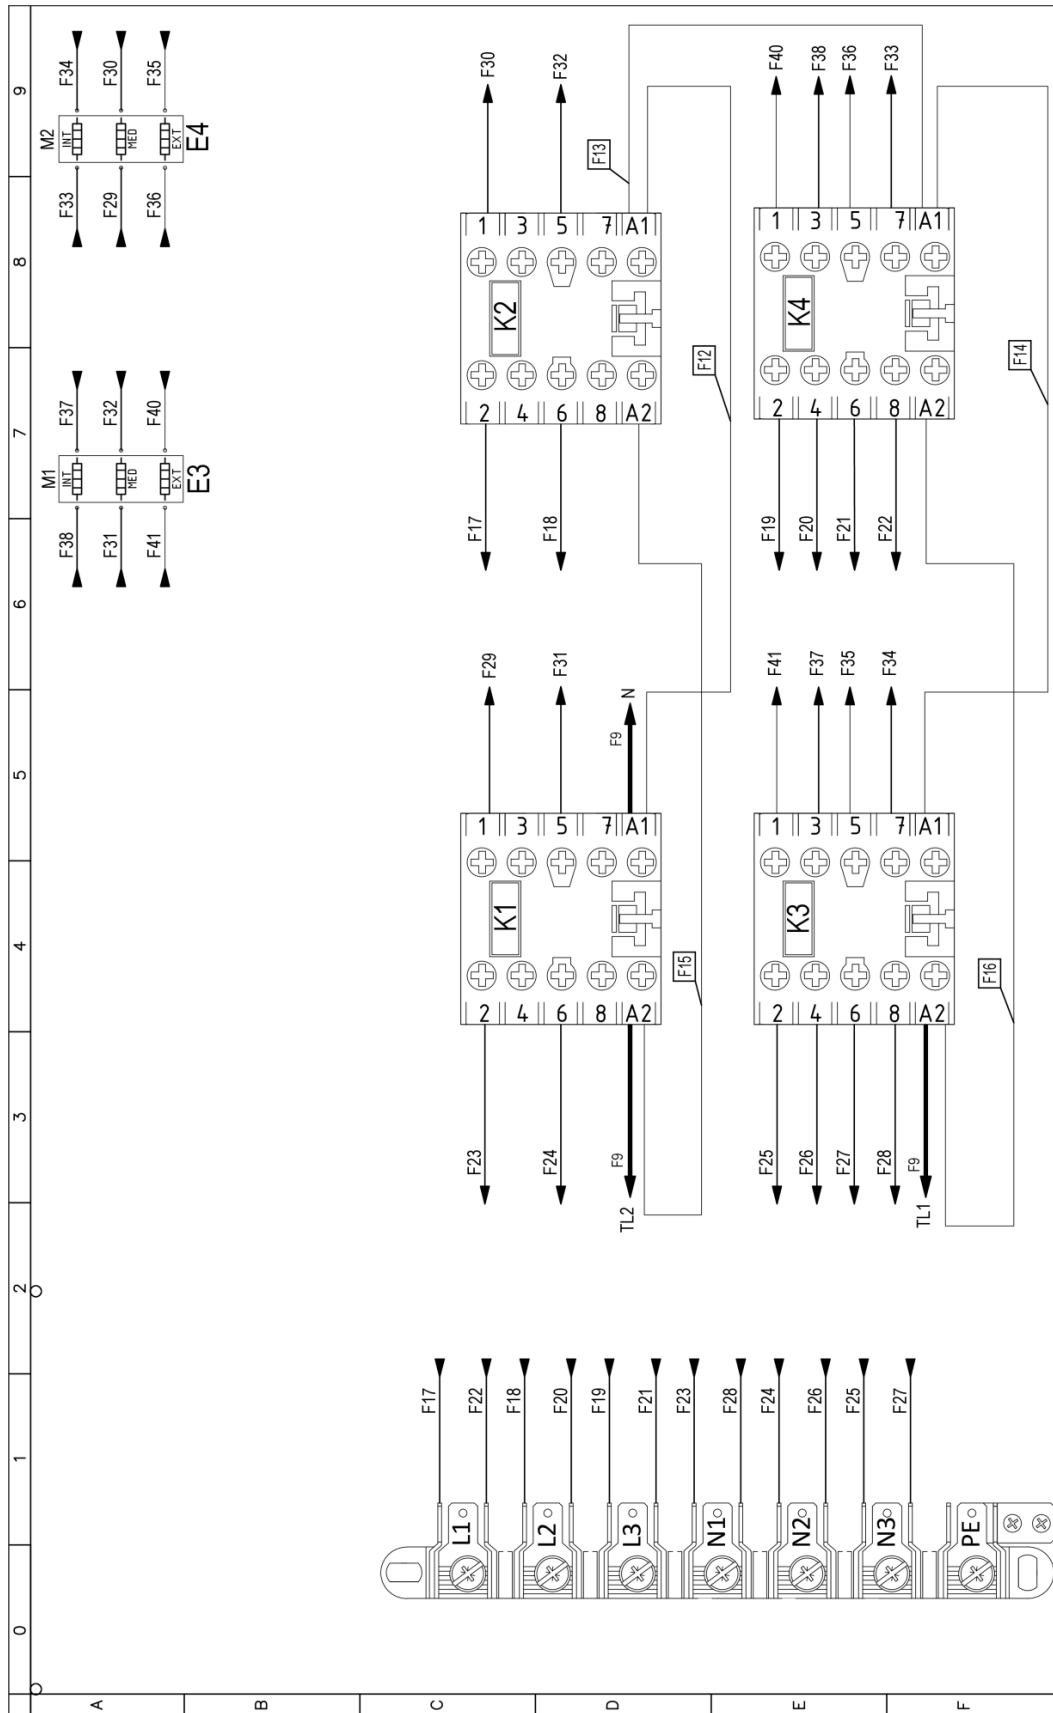 9
8
7
6
5
4
3
2
1
0
A
B
C
D
E
F
M2
INT
MED
EXT
E4
F34
F30
F35
F33
F29
F36
M1
INT
MED
EXT
E3
F37
F32
F40
F38
F31
F41
F30
F32
F13
1 3 5 7 A1
K2
2 4 6 8 A2
F17
F18
F12
F40
F38
F36
F33
1 3 5 7 A1
K4
2 4 6 8 A2
F19
F20
F21
F22
F14
F29
F31
F9
N
1 3 5 7 A1
K1
2 4 6 8 A2
F23
F24
F9
TL2
F15
F41
F37
F35
F34
1 3 5 7 A1
K3
2 4 6 8 A2
F25
F26
F27
F28
F9
TL1
F16
F17
F22
F18
F20
F19
F21
F23
F28
F24
F26
F25
F27
L1
L2
L3
N1
N2
N3
PE